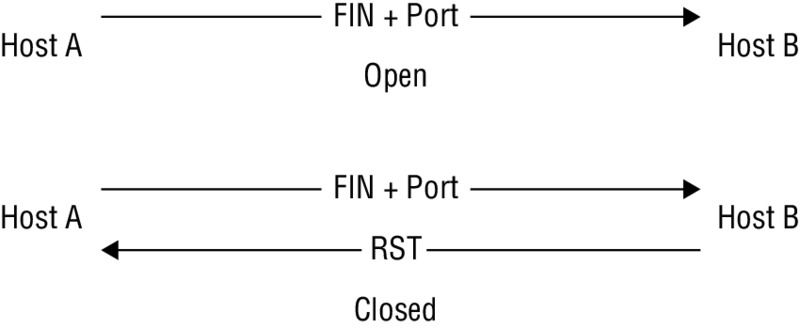 FIN + Port
Host A
Host B
Open
FIN + Port
Host A
Host B
RST
Closed